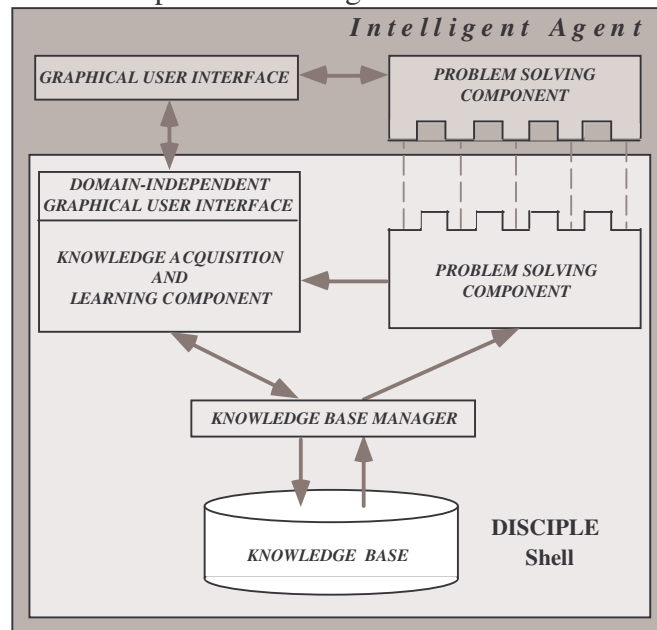 Intelligent Agent
GRAPHICAL USER INTERFACE
PROBLEM SOLVING
COMPONENT
DOMAIN-INDEPENDENT
GRAPHICAL USER INTERFACE
KNOWLEDGE ACQUISITION
AND
LEARNING COMPONENT
PROBLEM SOLVING
COMPONENT
KNOWLEDGE BASE MANAGER
KNOWLEDGE BASE
DISCIPLE
Shell